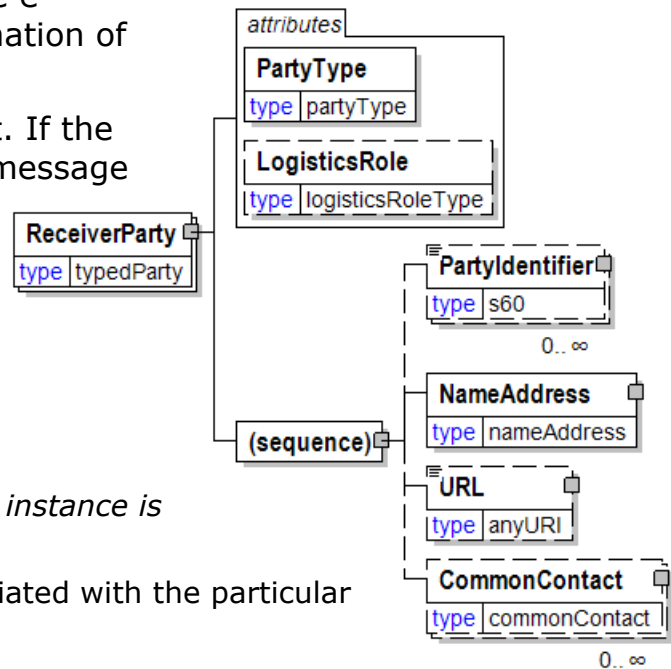 nation of
t. If the
message
instance is
iated with the particular
attributes
PartyType
type partyType
LogisticsRole
type logisticsRoleType
ReceiverParty
type typedParty
(sequence)
PartyIdentifier
type s60
0.. ∞
NameAddress
type nameAddress
URL
type anyURI
CommonContact
type commonContact
0.. ∞